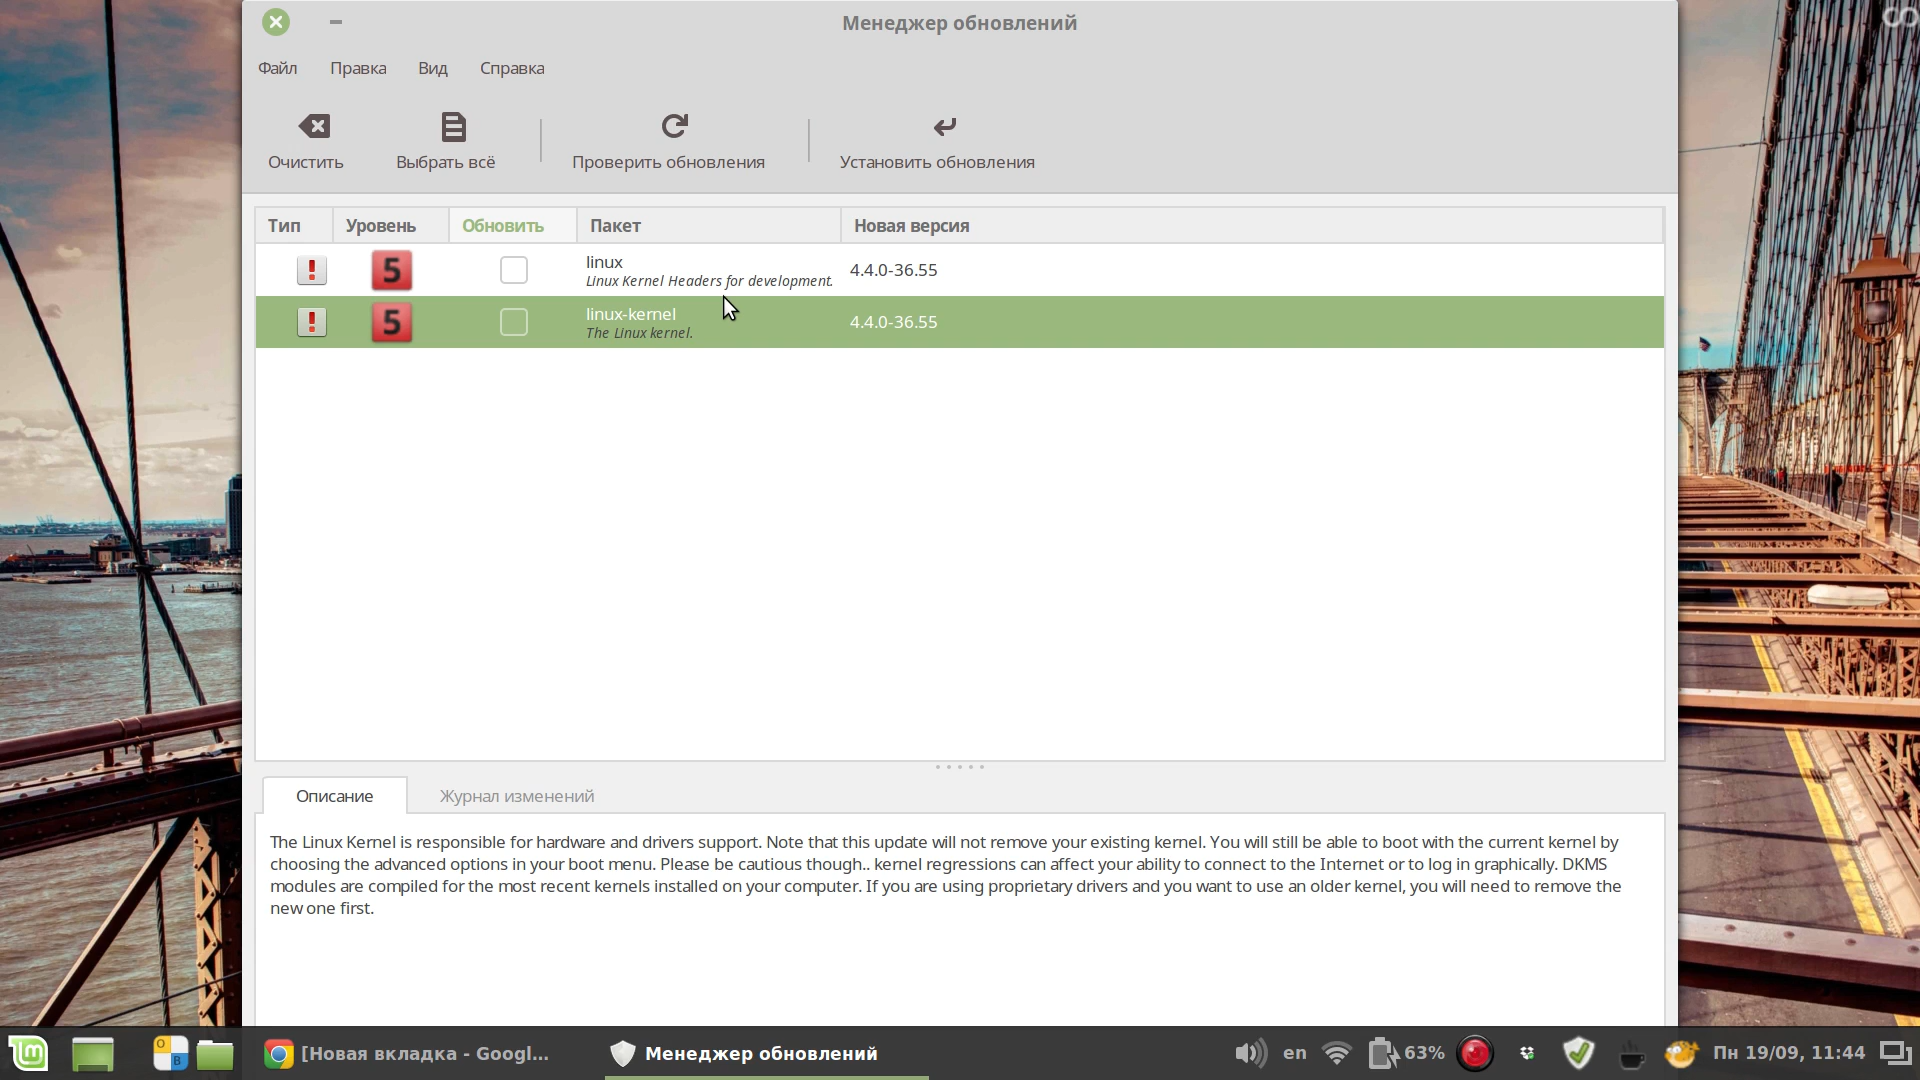 Менеджер обновлений
Файл Правка Вид Справка
Очистить Выбрать всё Проверить обновления Установить обновления
Тип Уровень Обновить Пакет Новая версия
! 5 linux 4.4.0-36.55
Linux Kernel Headers for development.
! 5 linux-kernel 4.4.0-36.55
The Linux kernel.
Описание Журнал изменений
The Linux Kernel is responsible for hardware and drivers support. Note that this update will not remove your existing kernel. You will still be able to boot with the current kernel by
choosing the advanced options in your boot menu. Please be cautious though.. kernel regressions can affect your ability to connect to the Internet or to log in graphically. DKMS
modules are compiled for the most recent kernels installed on your computer. If you are using proprietary drivers and you want to use an older kernel, you will need to remove the
new one first.
O B [Новая вкладка - Googl... Менеджер обновлений en 63% Пн 19/09, 11:44